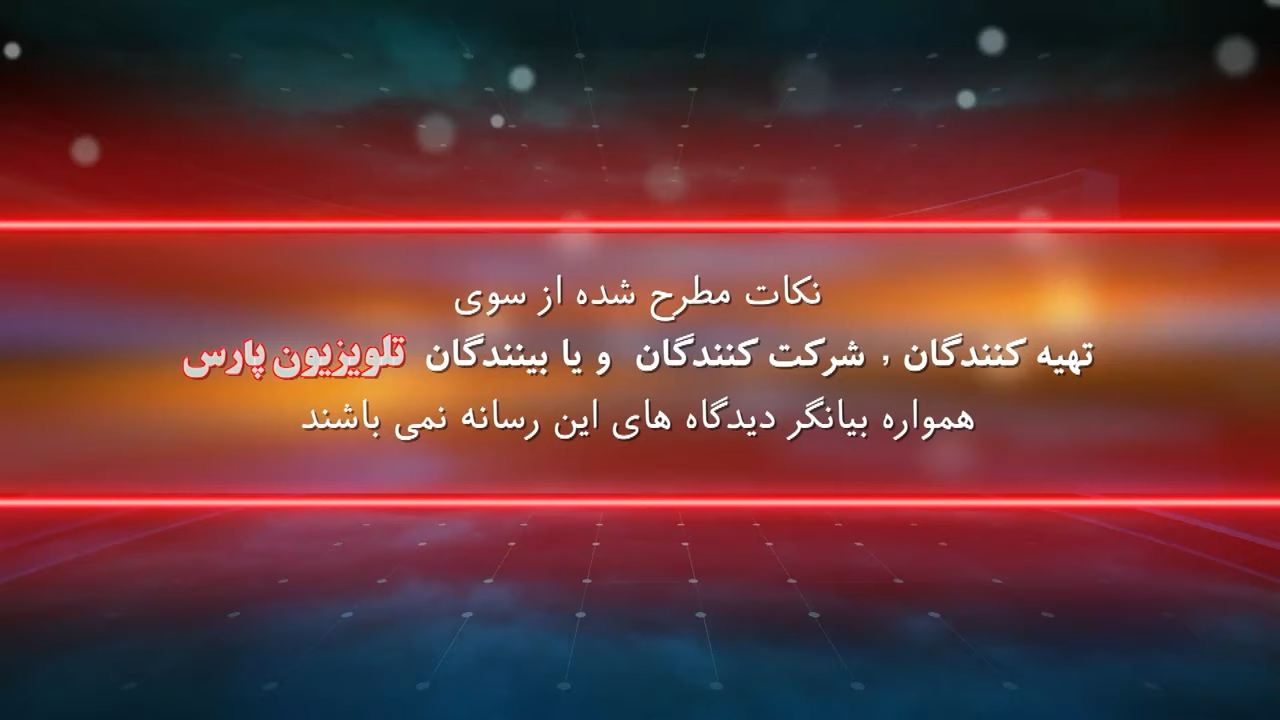 نکات مطرح شده از سوی
تهیه کنندگان , شرکت کنندگان و یا بینندگان تلویزیون پارس
همواره بیانگر دیدگاه های این رسانه نمی باشند